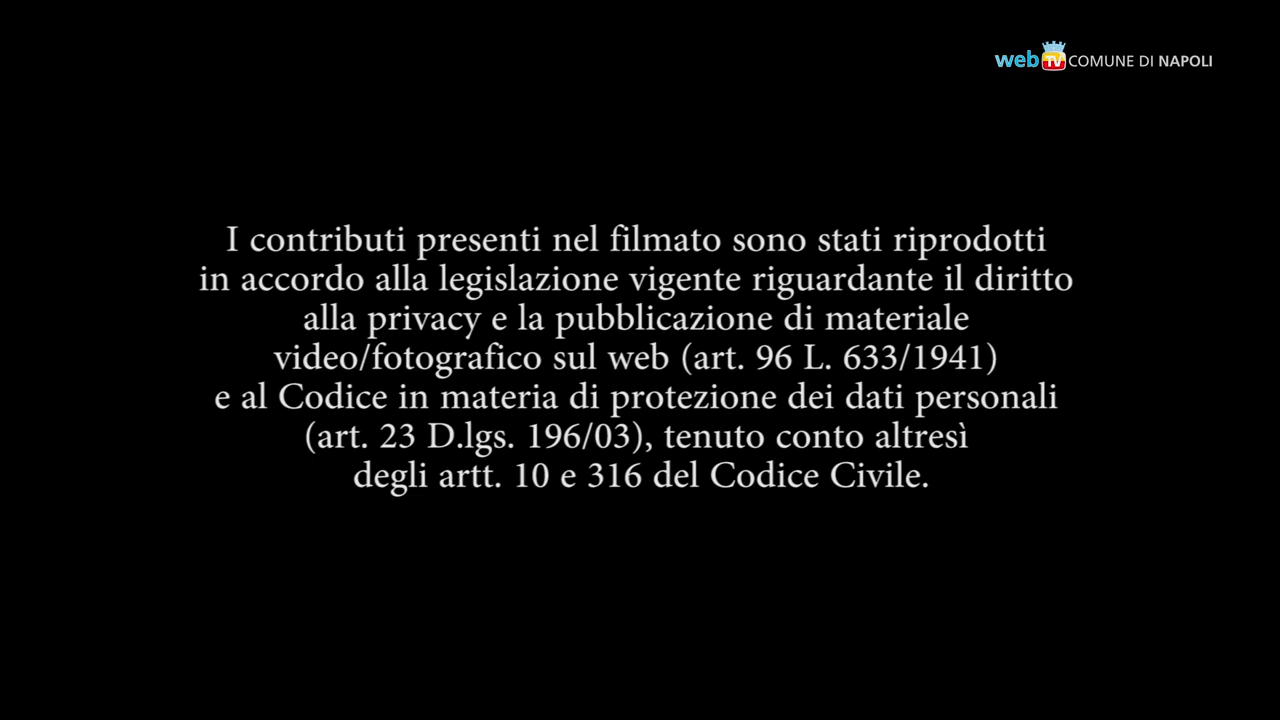 web TV COMUNE DI NAPOLI
I contributi presenti nel filmato sono stati riprodotti
in accordo alla legislazione vigente riguardante il diritto
alla privacy e la pubblicazione di materiale
video/fotografico sul web (art. 96 L. 633/1941)
e al Codice in materia di protezione dei dati personali
(art. 23 D.lgs. 196/03), tenuto conto altresì
degli artt. 10 e 316 del Codice Civile.